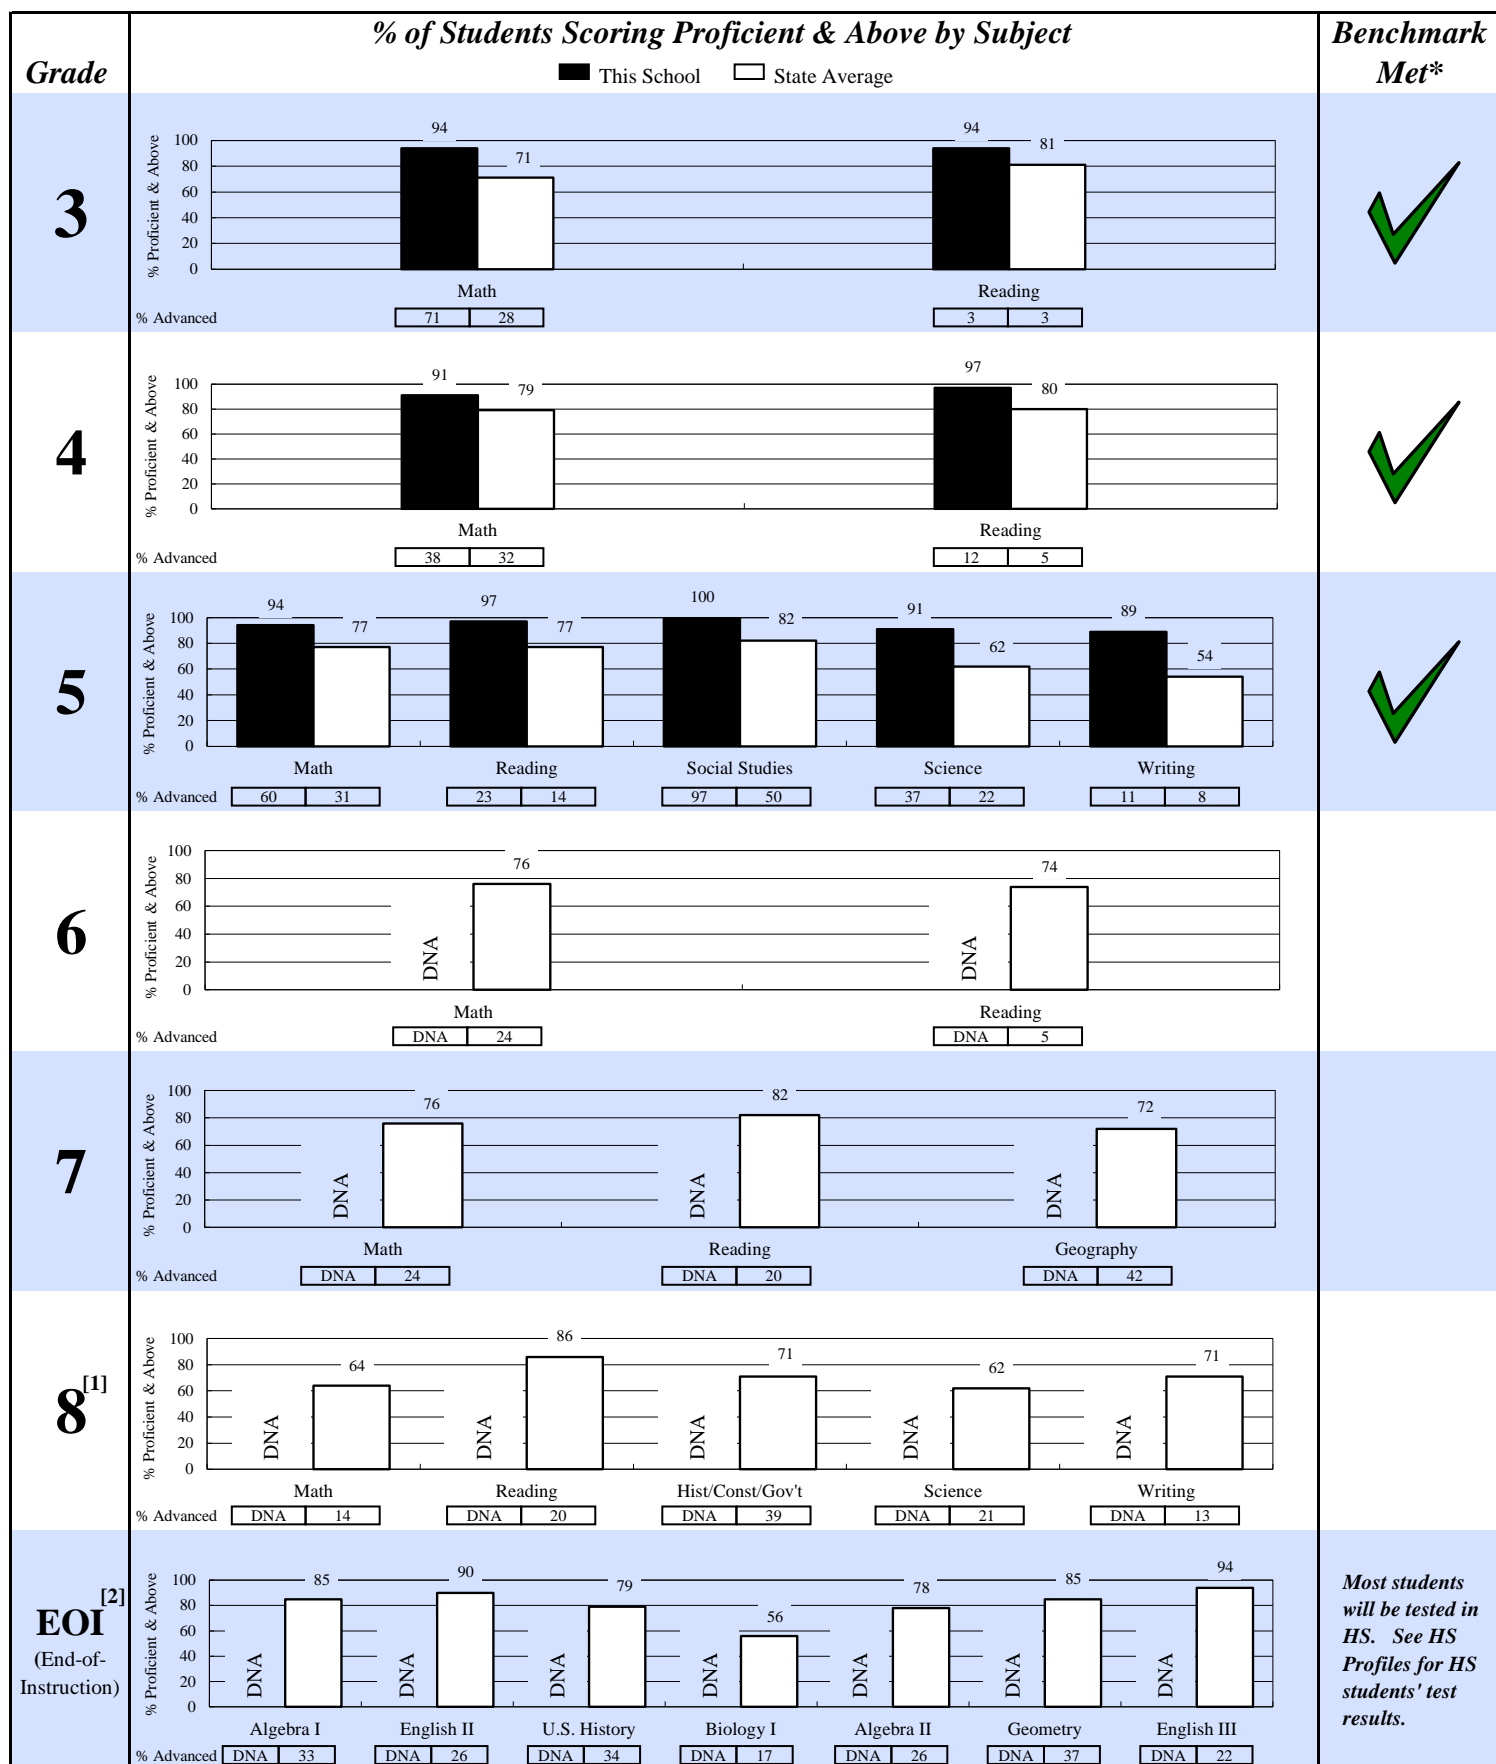 % of Students Scoring Proficient & Above by Subject
Benchmark
Met*
Grade
This School State Average
3
% Proficient & Above
100
80
60
40
20
0
94 71 94 81
Math Reading
% Advanced 71 28 3 3
4
% Proficient & Above
100
80
60
40
20
0
91 79 97 80
Math Reading
% Advanced 38 32 12 5
5
% Proficient & Above
100
80
60
40
20
0
94 77 97 77 100 82 91 62 89 54
Math Reading Social Studies Science Writing
% Advanced 60 31 23 14 97 50 37 22 11 8
6
% Proficient & Above
100
80
60
40
20
0
DNA 76 DNA 74
Math Reading
% Advanced DNA 24 DNA 5
7
% Proficient & Above
100
80
60
40
20
0
DNA 76 DNA 82 DNA 72
Math Reading Geography
% Advanced DNA 24 DNA 20 DNA 42
8[1]
% Proficient & Above
100
80
60
40
20
0
DNA 64 DNA 86 DNA 71 DNA 62 DNA 71
Math Reading Hist/Const/Gov't Science Writing
% Advanced DNA 14 DNA 20 DNA 39 DNA 21 DNA 13
EOI[2]
(End-of-
Instruction)
% Proficient & Above
100
80
60
40
20
0
DNA 85 DNA 90 DNA 79 DNA 56 DNA 78 DNA 85 DNA 94
Algebra I English II U.S. History Biology I Algebra II Geometry English III
% Advanced DNA 33 DNA 26 DNA 34 DNA 17 DNA 26 DNA 37 DNA 22
Most students
will be tested in
HS. See HS
Profiles for HS
students' test
results.